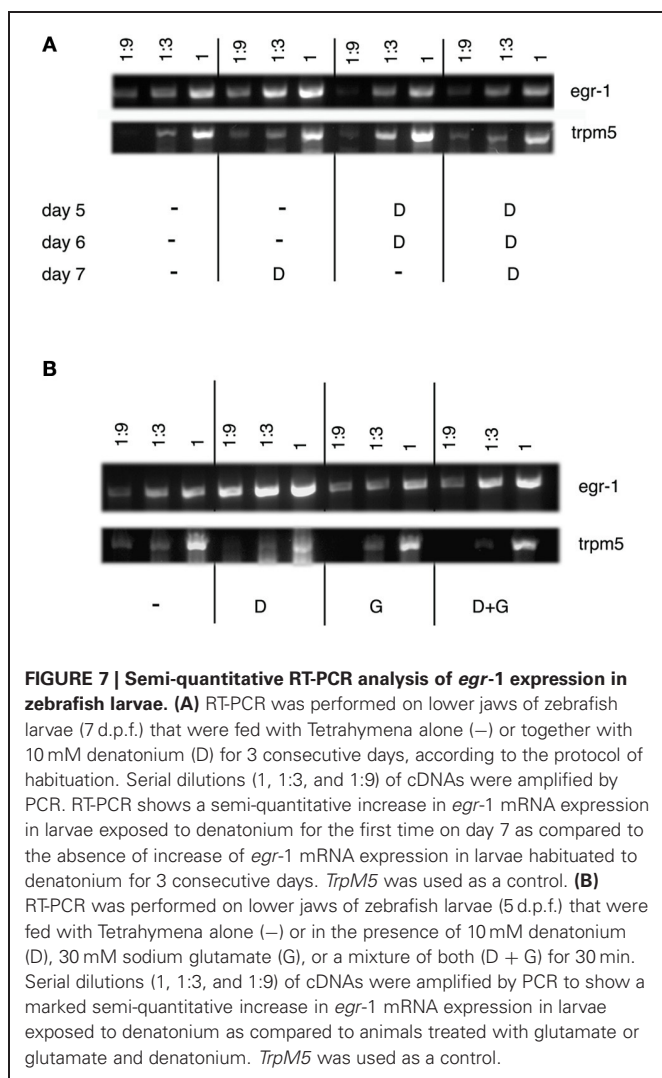 A
1:9 1:3 1 1:9 1:3 1 1:9 1:3 1 1:9 1:3 1
egr-1
trpm5
day 5 - - D D
day 6 - - D D
day 7 - D - D
B
1:9 1:3 1 1:9 1:3 1 1:9 1:3 1 1:9 1:3 1
egr-1
trpm5
- D G D+G
FIGURE 7 | Semi-quantitative RT-PCR analysis of egr-1 expression in
zebrafish larvae. (A) RT-PCR was performed on lower jaws of zebrafish
larvae (7 d.p.f.) that were fed with Tetrahymena alone (−) or together with
10 mM denatonium (D) for 3 consecutive days, according to the protocol of
habituation. Serial dilutions (1, 1:3, and 1:9) of cDNAs were amplified by
PCR. RT-PCR shows a semi-quantitative increase in egr-1 mRNA expression
in larvae exposed to denatonium for the first time on day 7 as compared to
the absence of increase of egr-1 mRNA expression in larvae habituated to
denatonium for 3 consecutive days. TrpM5 was used as a control. (B)
RT-PCR was performed on lower jaws of zebrafish larvae (5 d.p.f.) that were
fed with Tetrahymena alone (−) or in the presence of 10 mM denatonium
(D), 30 mM sodium glutamate (G), or a mixture of both (D + G) for 30 min.
Serial dilutions (1, 1:3, and 1:9) of cDNAs were amplified by PCR to show a
marked semi-quantitative increase in egr-1 mRNA expression in larvae
exposed to denatonium as compared to animals treated with glutamate or
glutamate and denatonium. TrpM5 was used as a control.